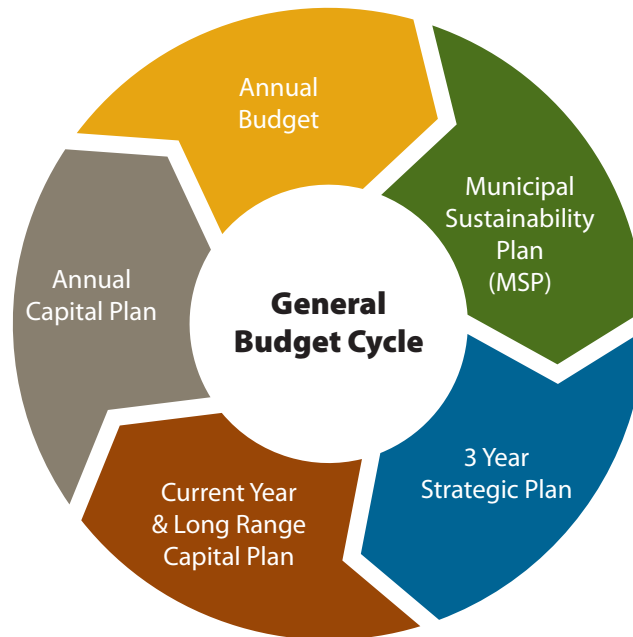 Annual
Budget
Municipal
Sustainability
Plan
(MSP)
3 Year
Strategic Plan
Current Year
& Long Range
Capital Plan
Annual
Capital Plan
General
Budget Cycle